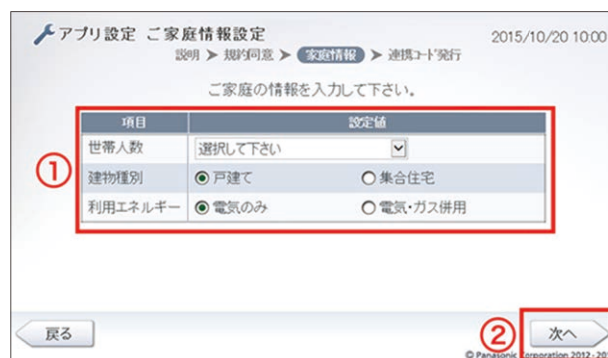 アプリ設定 ご家庭情報設定
2015/10/20 10:00
説明 ➤ 規約同意 ➤ 家庭情報 ➤ 連携コード発行
ご家庭の情報を入力して下さい。
項目 設定値
① 世帯人数 選択して下さい
建物種別 戸建て 集合住宅
利用エネルギー 電気のみ 電気・ガス併用
戻る ② 次へ
© Panasonic Corporation 2012-20